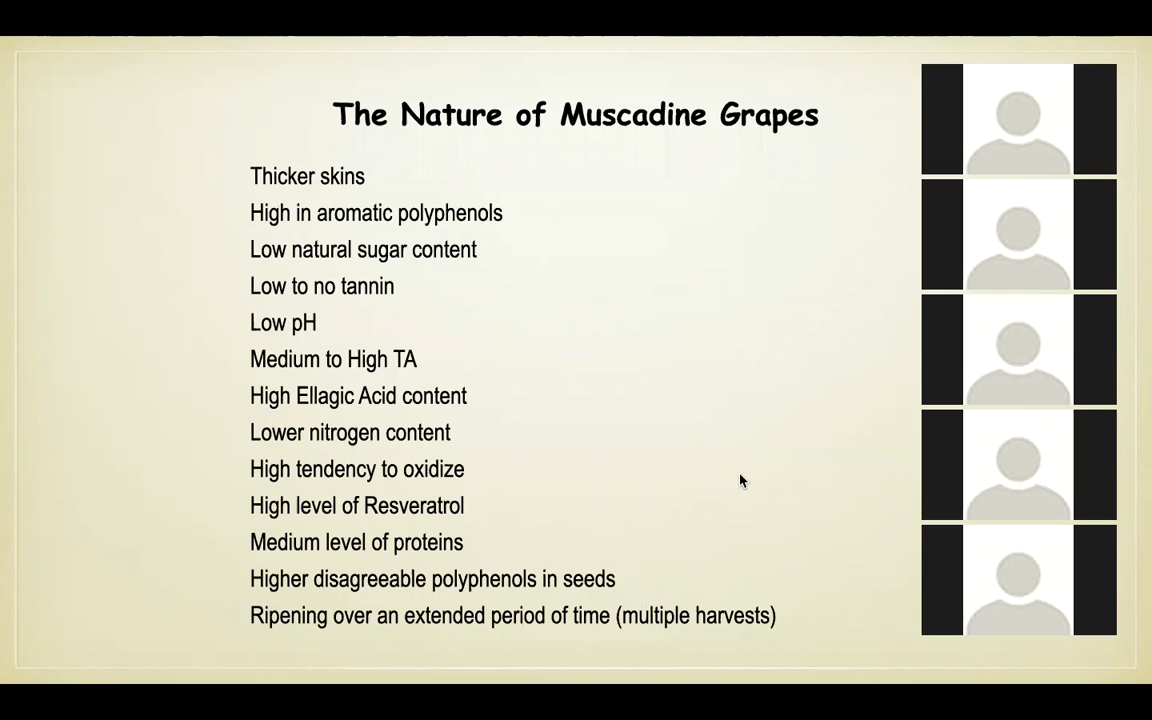 The Nature of Muscadine Grapes
Thicker skins
High in aromatic polyphenols
Low natural sugar content
Low to no tannin
Low pH
Medium to High TA
High Ellagic Acid content
Lower nitrogen content
High tendency to oxidize
High level of Resveratrol
Medium level of proteins
Higher disagreeable polyphenols in seeds
Ripening over an extended period of time (multiple harvests)